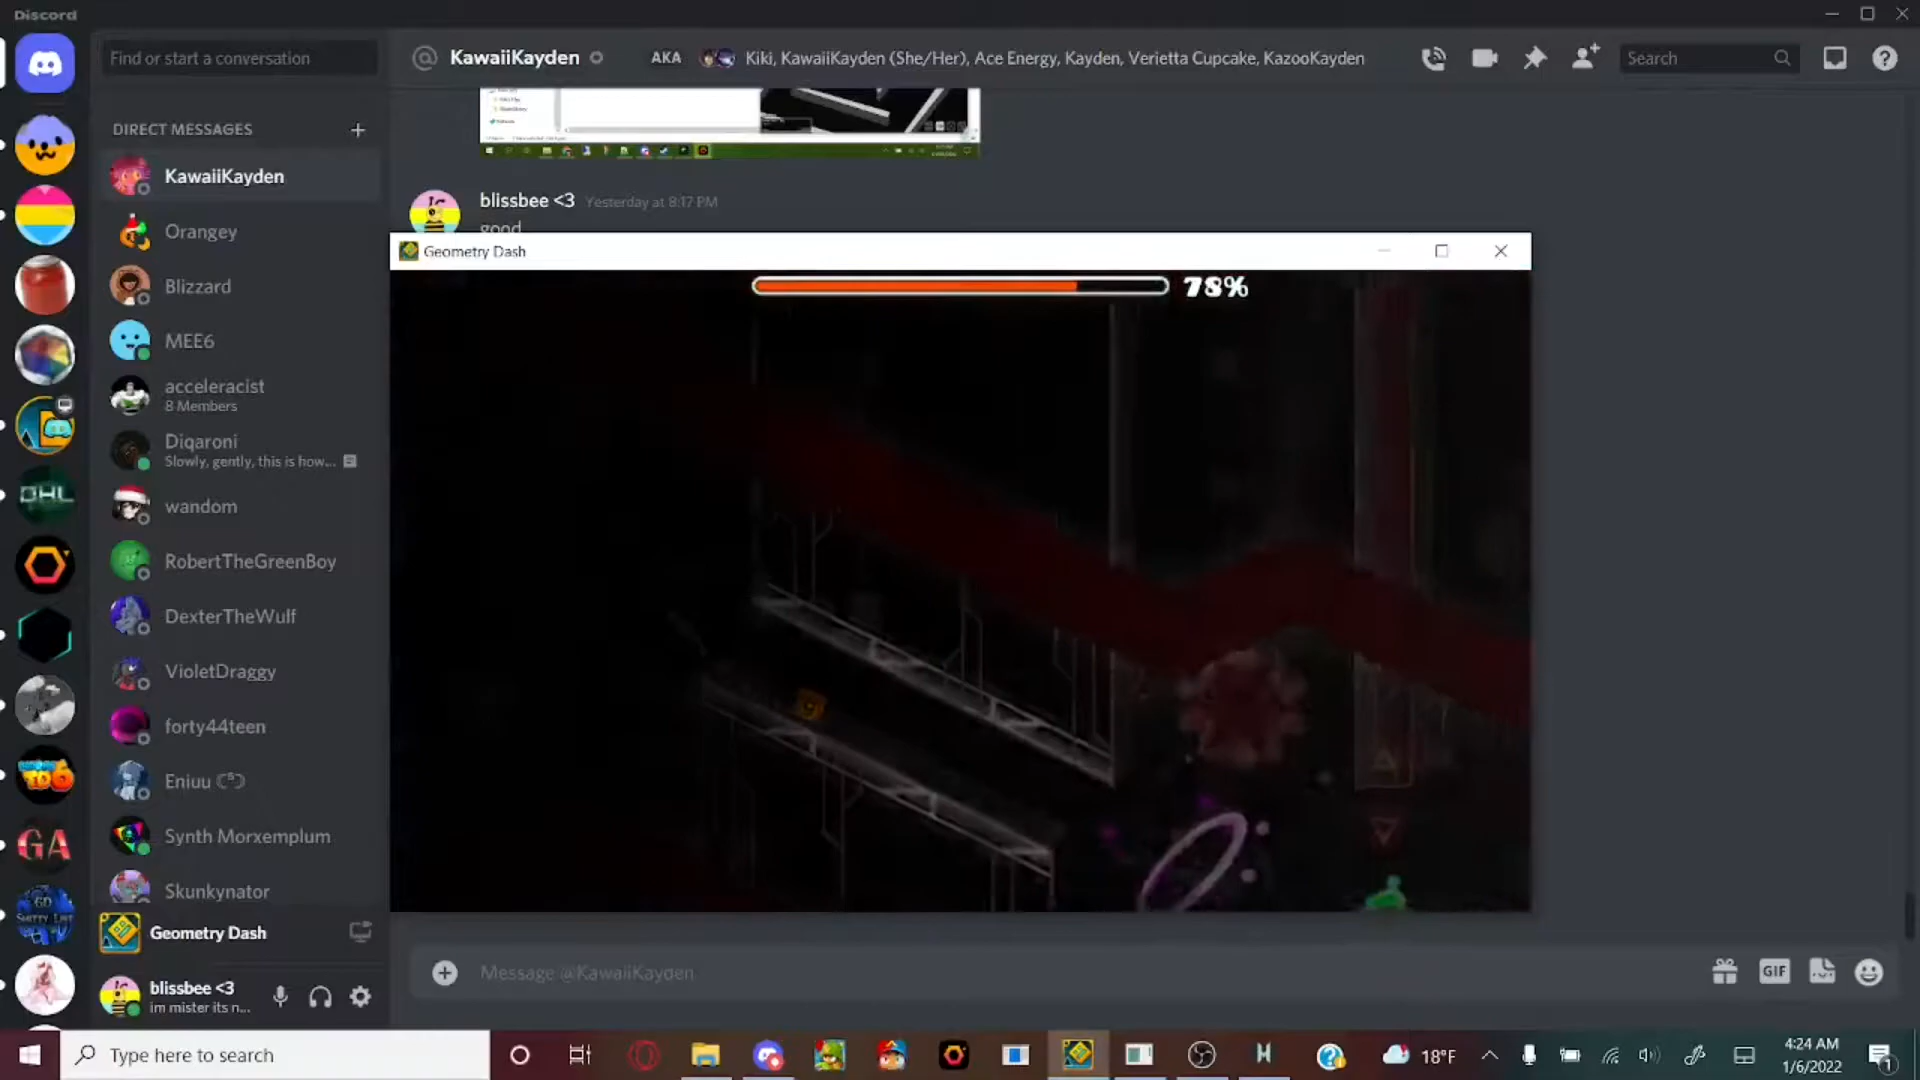 Discord
Find or start a conversation
KawaiiKayden
AKA
Kiki, KawaiiKayden (She/Her), Ace Energy, Kayden, Verietta Cupcake, KazooKayden
Search
DIRECT MESSAGES
KawaiiKayden
Orangey
Blizzard
MEE6
acceleracist
8 Members
Diqaroni
Slowly, gently, this is how...
wandom
RobertTheGreenBoy
DexterTheWulf
VioletDraggy
forty44teen
Eniuu
Synth Morxemplum
Skunkynator
Geometry Dash
blissbee <3
im mister its n...
blissbee <3 Yesterday at 8:17 PM
good
Geometry Dash
78%
Message @KawaiiKayden
GIF
DHL
GA
Type here to search
18°F
4:24 AM
1/6/2022
1